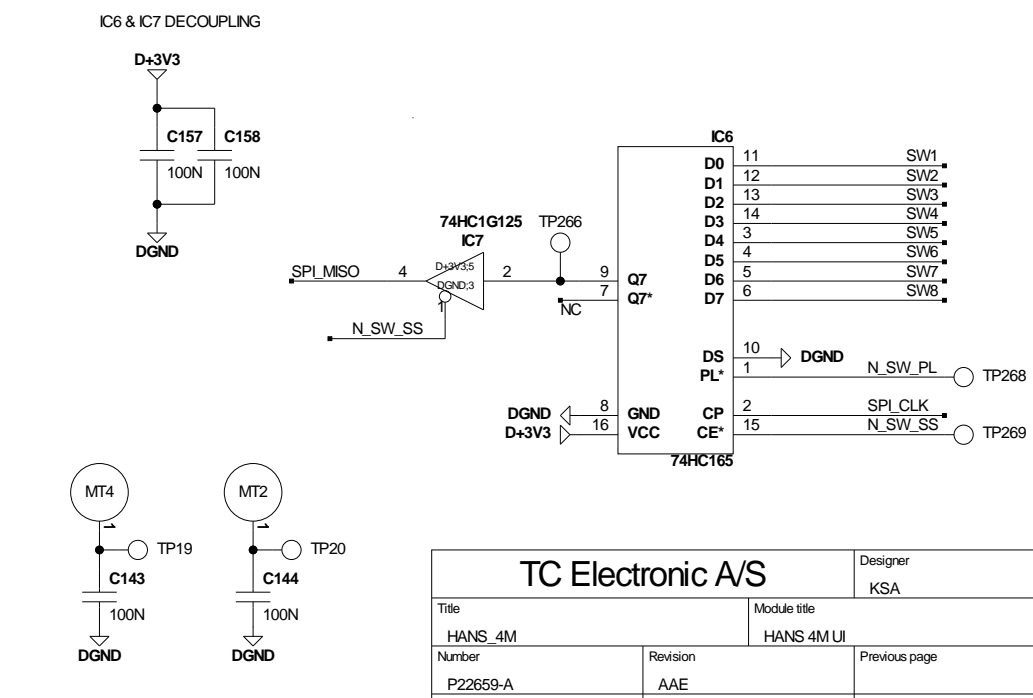 IC6 & IC7 DECOUPLING
D+3V3
C157
C158
100N
100N
DGND
IC6
D0 11 SW1
D1 12 SW2
D2 13 SW3
D3 14 SW4
D4 3 SW5
D5 4 SW6
D6 5 SW7
D7 6 SW8
74HC1G125
IC7
TP266
SPI_MISO 4
D+3V3;5
DGND;3
2
1
N_SW_SS
9 Q7
7 Q7*
NC
DS 10 DGND
PL* 1 N_SW_PL TP268
DGND 8 GND
D+3V3 16 VCC
CP 2 SPI_CLK
CE* 15 N_SW_SS TP269
74HC165
MT4
1
TP19
C143
100N
DGND
MT2
1
TP20
C144
100N
DGND
TC Electronic A/S
Designer
KSA
Title
HANS_4M
Module title
HANS 4M UI
Number
P22659-A
Revision
AAE
Previous page